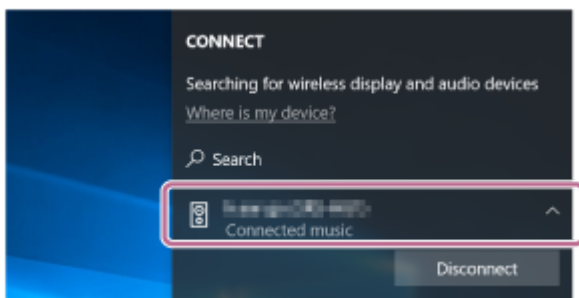 CONNECT
Searching for wireless display and audio devices
Where is my device?
Search
Connected music
Disconnect